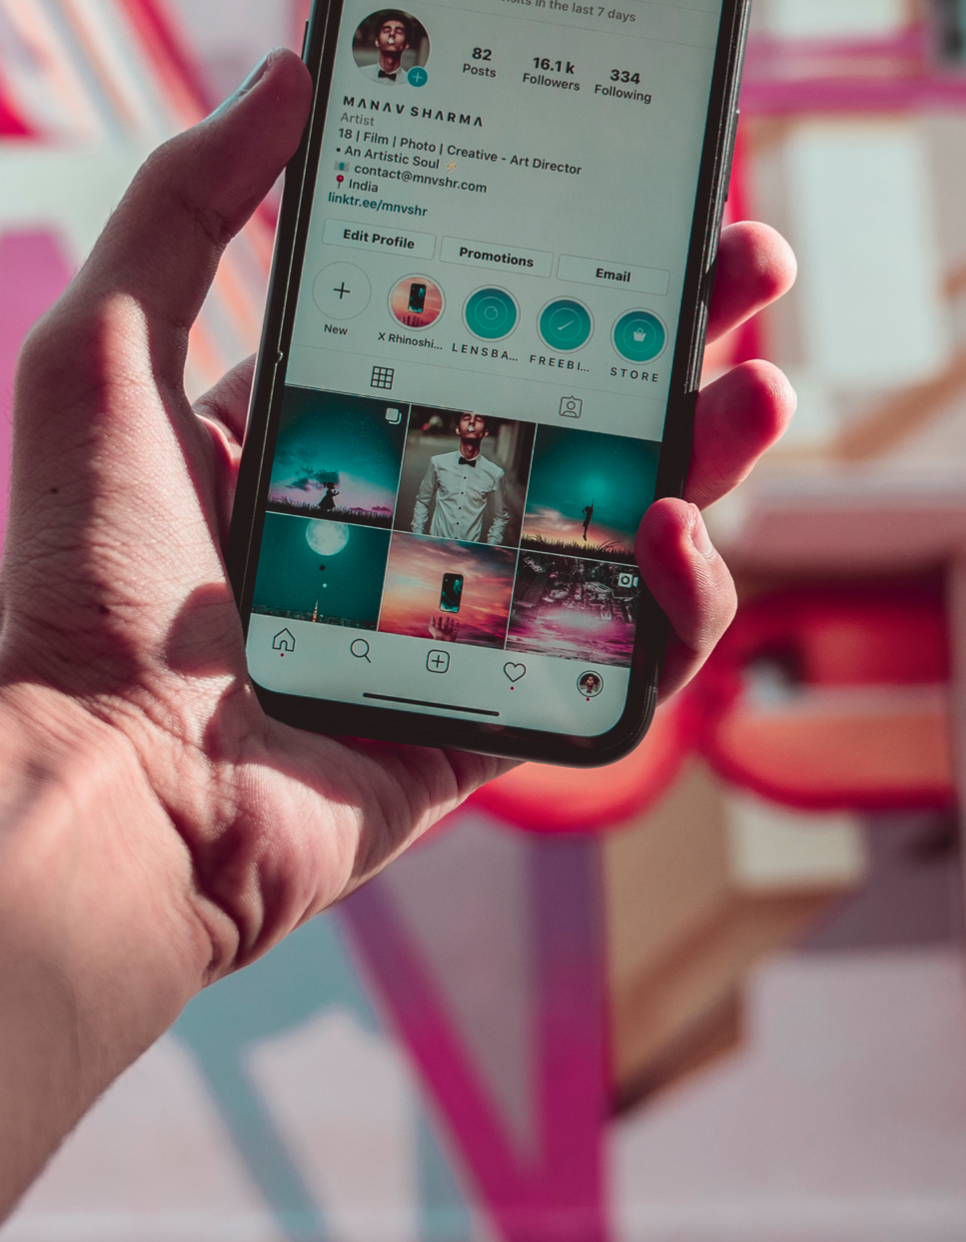 visits in the last 7 days
82 16.1k 334
Posts Followers Following
MANAV SHARMA
Artist
18 | Film | Photo | Creative - Art Director
• An Artistic Soul ⚡
📧 contact@mnvshr.com
📍 India
linktr.ee/mnvshr
Edit Profile Promotions Email
New X Rhinoshi... LENSBA... FREEBI... STORE